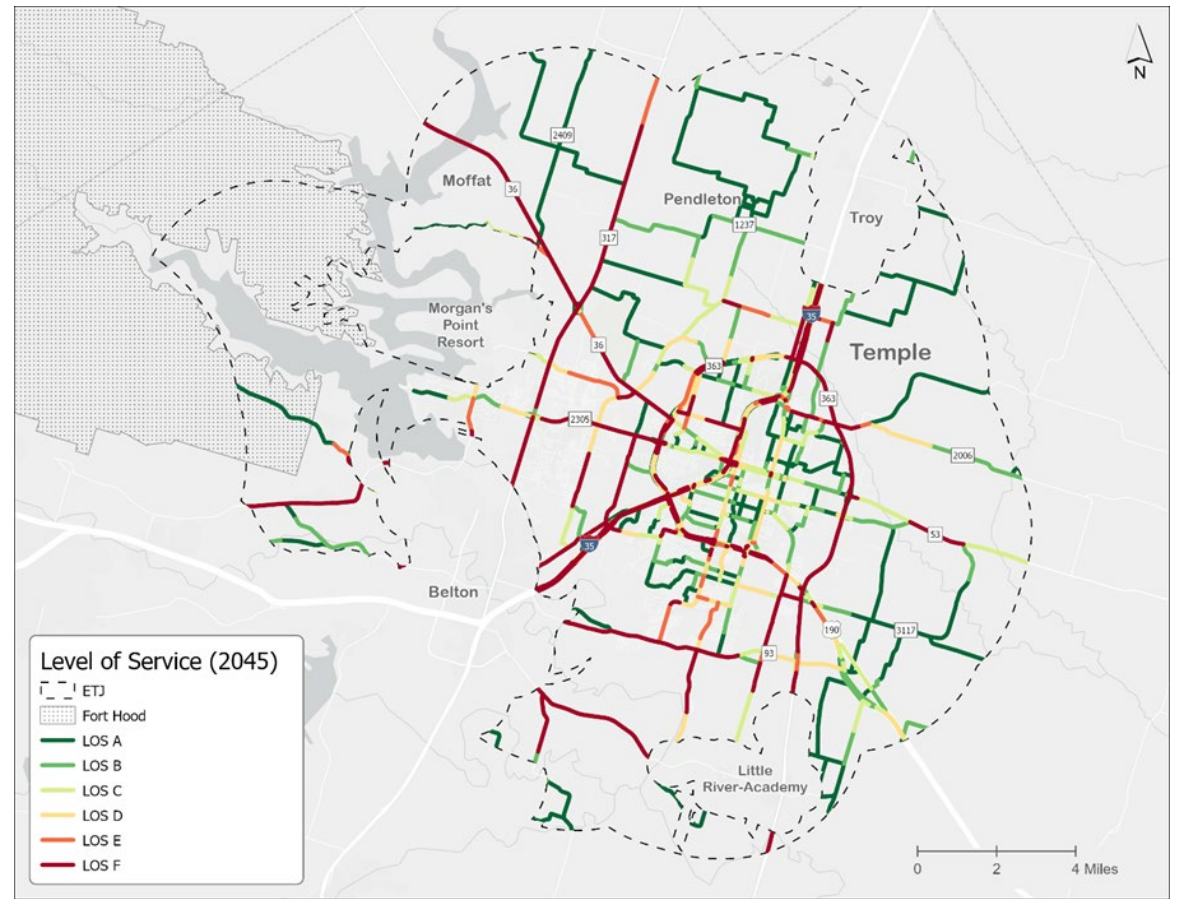 N
2409
Moffat
36
Pendleton
Troy
1237
317
Morgan's
Point
Resort
35
Temple
36
363
363
2305
2006
53
35
Belton
190
3117
93
Little
River-Academy
Level of Service (2045)
ETJ
Fort Hood
LOS A
LOS B
LOS C
LOS D
LOS E
LOS F
0 2 4 Miles